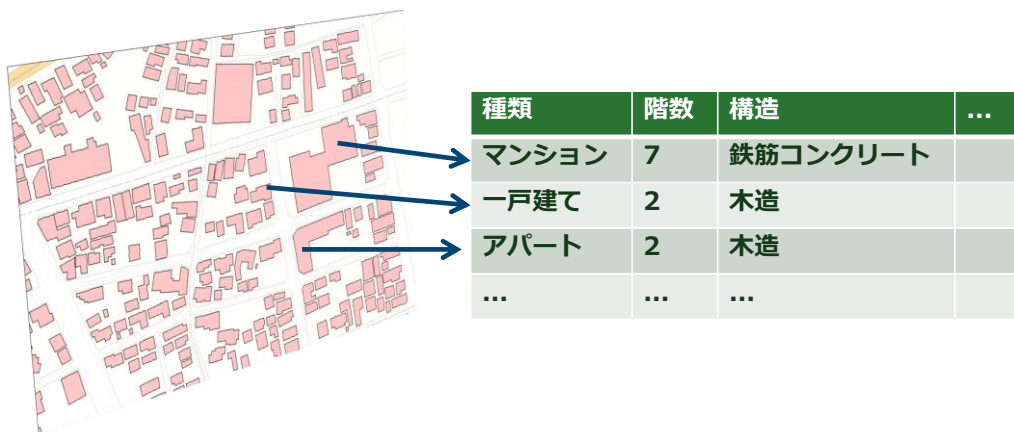 種類 階数 構造 ...
マンション 7 鉄筋コンクリート
一戸建て 2 木造
アパート 2 木造
... ... ...